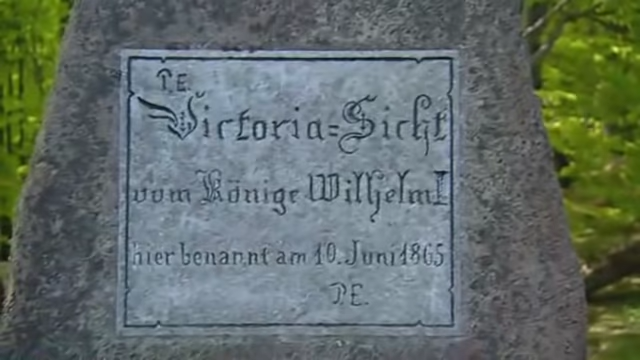 P.E.
Victoria=Sicht
vom Könige Wilhelm I
hier benannt am 10. Juni 1865
P.E.